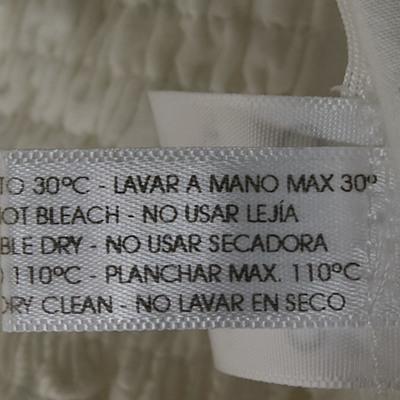 TO 30ºC - LAVAR A MANO MAX 30º
OT BLEACH - NO USAR LEJÍA
BLE DRY - NO USAR SECADORA
) 110ºC - PLANCHAR MAX. 110ºC
DRY CLEAN - NO LAVAR EN SECO